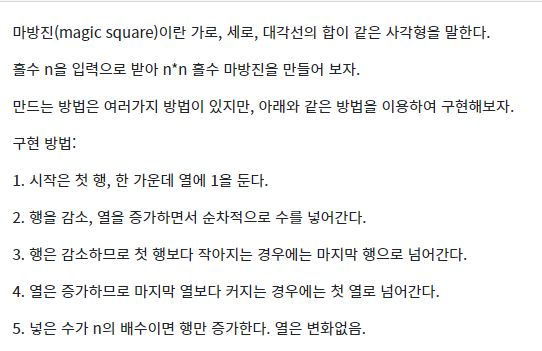 마방진(magic square)이란 가로, 세로, 대각선의 합이 같은 사각형을 말한다.
홀수 n을 입력으로 받아 n*n 홀수 마방진을 만들어 보자.
만드는 방법은 여러가지 방법이 있지만, 아래와 같은 방법을 이용하여 구현해보자.
구현 방법:
1. 시작은 첫 행, 한 가운데 열에 1을 둔다.
2. 행을 감소, 열을 증가하면서 순차적으로 수를 넣어간다.
3. 행은 감소하므로 첫 행보다 작아지는 경우에는 마지막 행으로 넘어간다.
4. 열은 증가하므로 마지막 열보다 커지는 경우에는 첫 열로 넘어간다.
5. 넣은 수가 n의 배수이면 행만 증가한다. 열은 변화없음.